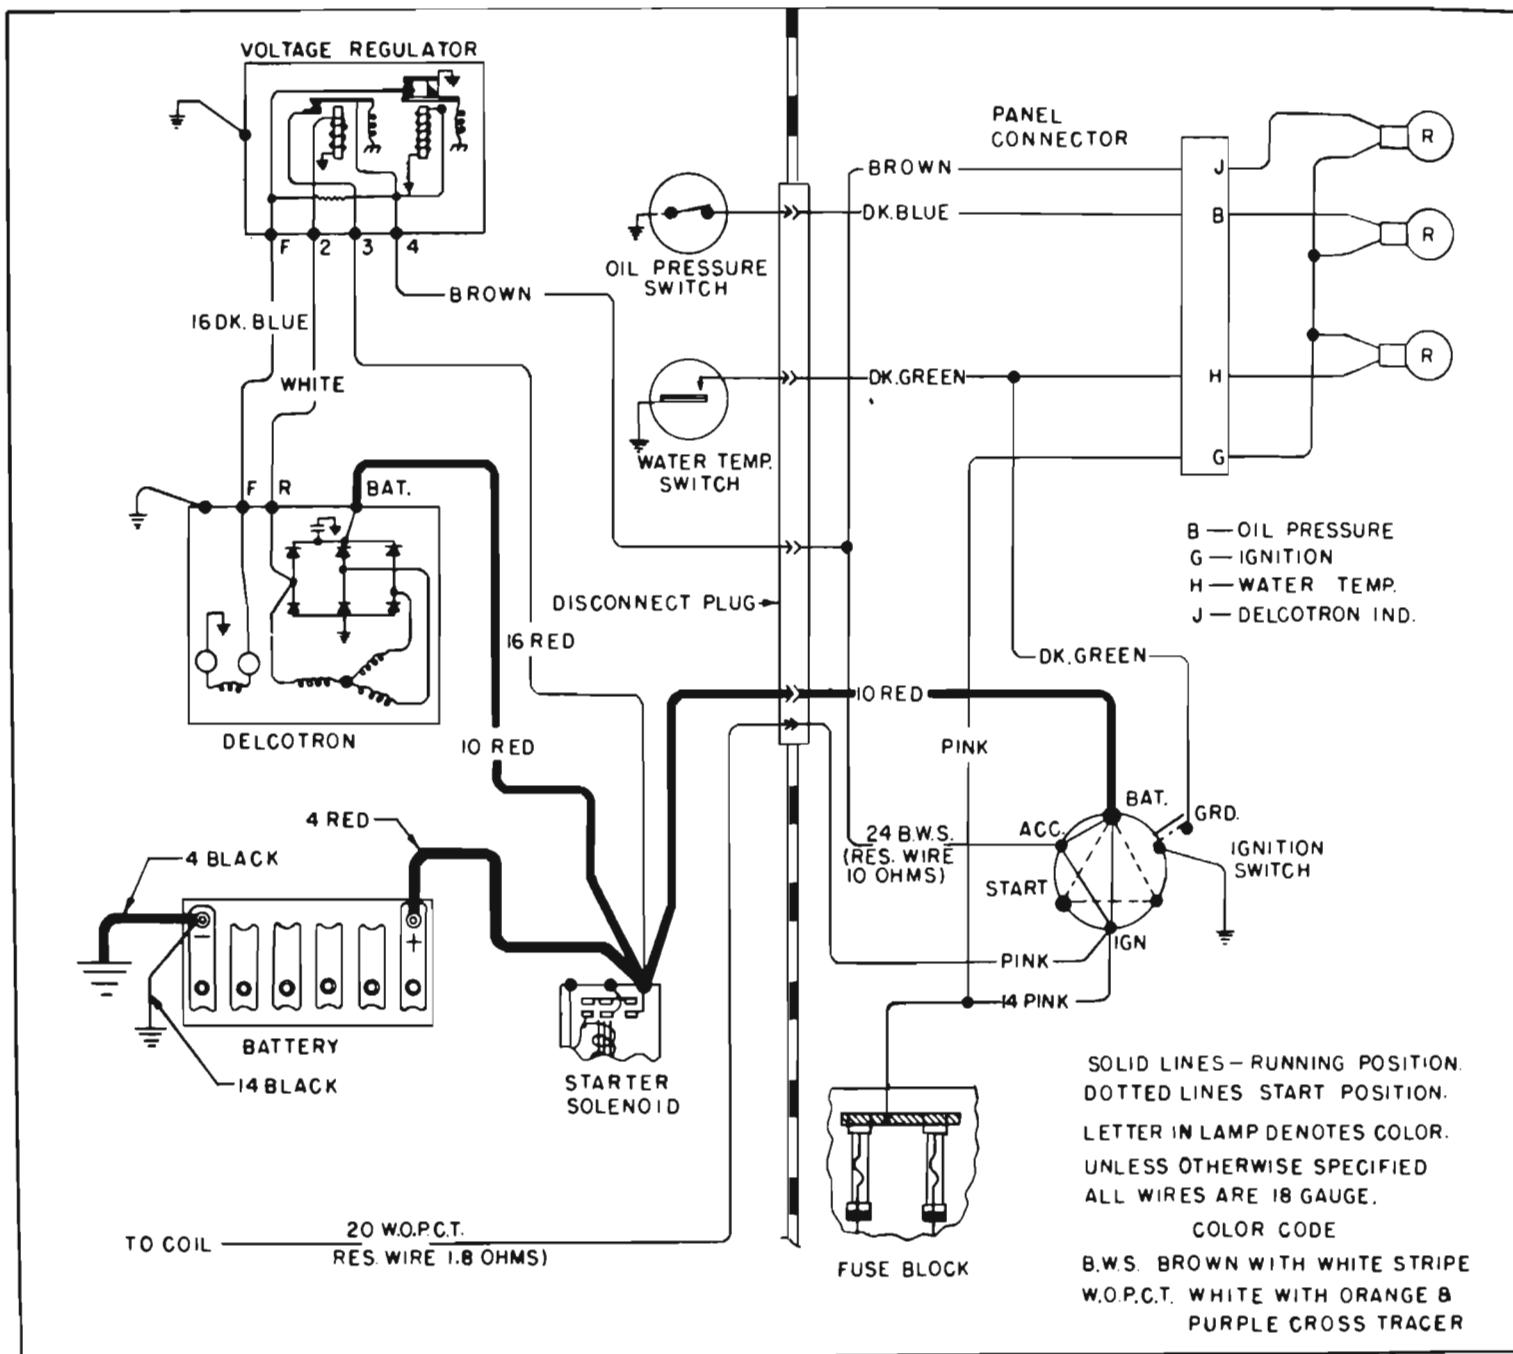 VOLTAGE REGULATOR
F
2
3
4
BROWN
16 DK. BLUE
WHITE
F
R
BAT.
DELCOTRON
16 RED
10 RED
4 RED
4 BLACK
−
+
BATTERY
14 BLACK
STARTER
SOLENOID
TO COIL
20 W.O.P.C.T.
RES. WIRE 1.8 OHMS)
OIL PRESSURE
SWITCH
WATER TEMP.
SWITCH
DISCONNECT PLUG
PANEL
CONNECTOR
BROWN
DK.BLUE
DK.GREEN
J
B
H
G
R
R
R
B — OIL PRESSURE
G — IGNITION
H — WATER TEMP.
J — DELCOTRON IND.
DK.GREEN
10 RED
PINK
BAT.
GRD.
ACC.
24 B.W.S.
(RES. WIRE
10 OHMS)
START
IGNITION
SWITCH
IGN
PINK
14 PINK
FUSE BLOCK
SOLID LINES – RUNNING POSITION.
DOTTED LINES START POSITION.
LETTER IN LAMP DENOTES COLOR.
UNLESS OTHERWISE SPECIFIED
ALL WIRES ARE 18 GAUGE.
COLOR CODE
B.W.S. BROWN WITH WHITE STRIPE
W.O.P.C.T. WHITE WITH ORANGE &
PURPLE CROSS TRACER